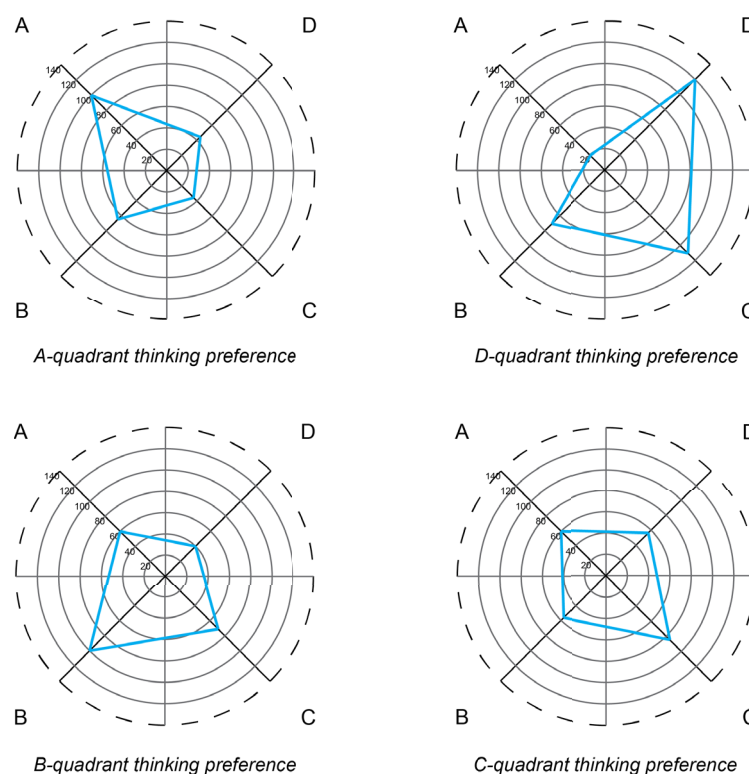 A
D
140
120
100
80
60
40
20
B
C
A-quadrant thinking preference
A
D
140
120
100
80
60
40
20
B
C
D-quadrant thinking preference
A
D
140
120
100
80
60
40
20
B
C
B-quadrant thinking preference
A
D
140
120
100
80
60
40
20
B
C
C-quadrant thinking preference